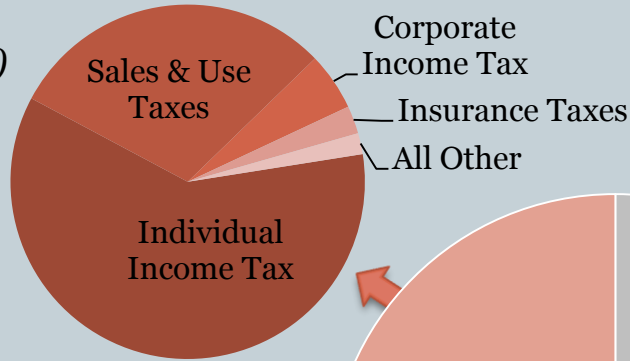 )
Sales & Use
Taxes
Corporate
Income Tax
Insurance Taxes
All Other
Individual
Income Tax